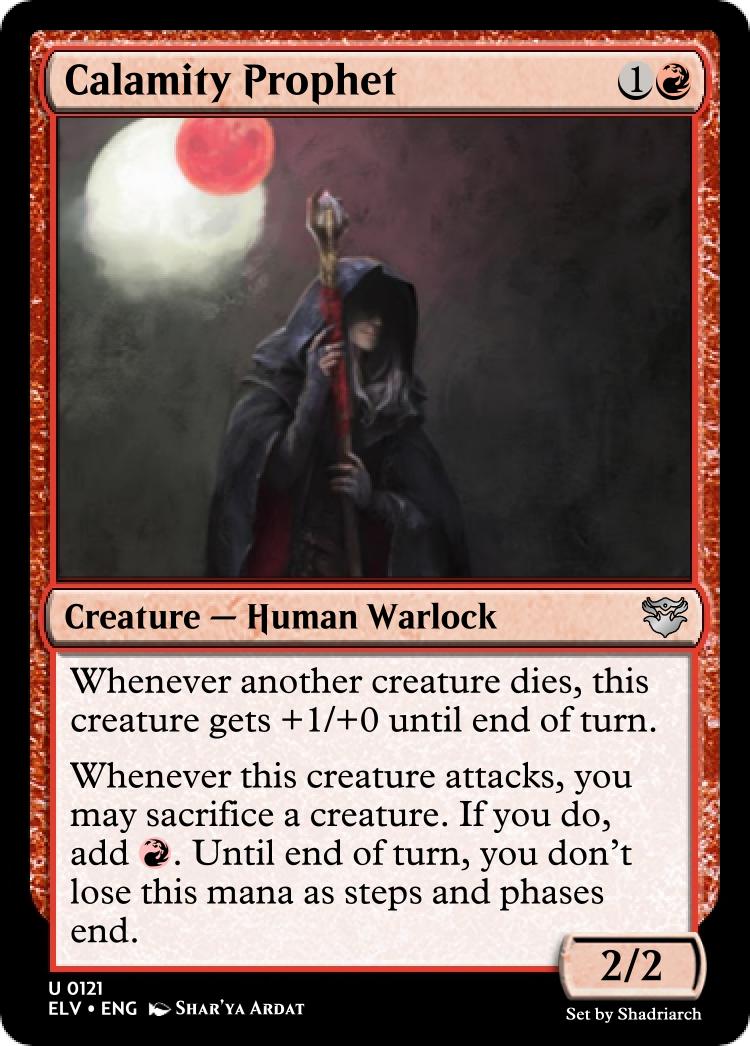 Calamity Prophet
1
Creature — Human Warlock
Whenever another creature dies, this
creature gets +1/+0 until end of turn.
Whenever this creature attacks, you
may sacrifice a creature. If you do,
add . Until end of turn, you don't
lose this mana as steps and phases
end.
2/2
U 0121
ELV • ENG Shar'ya Ardat
Set by Shadriarch